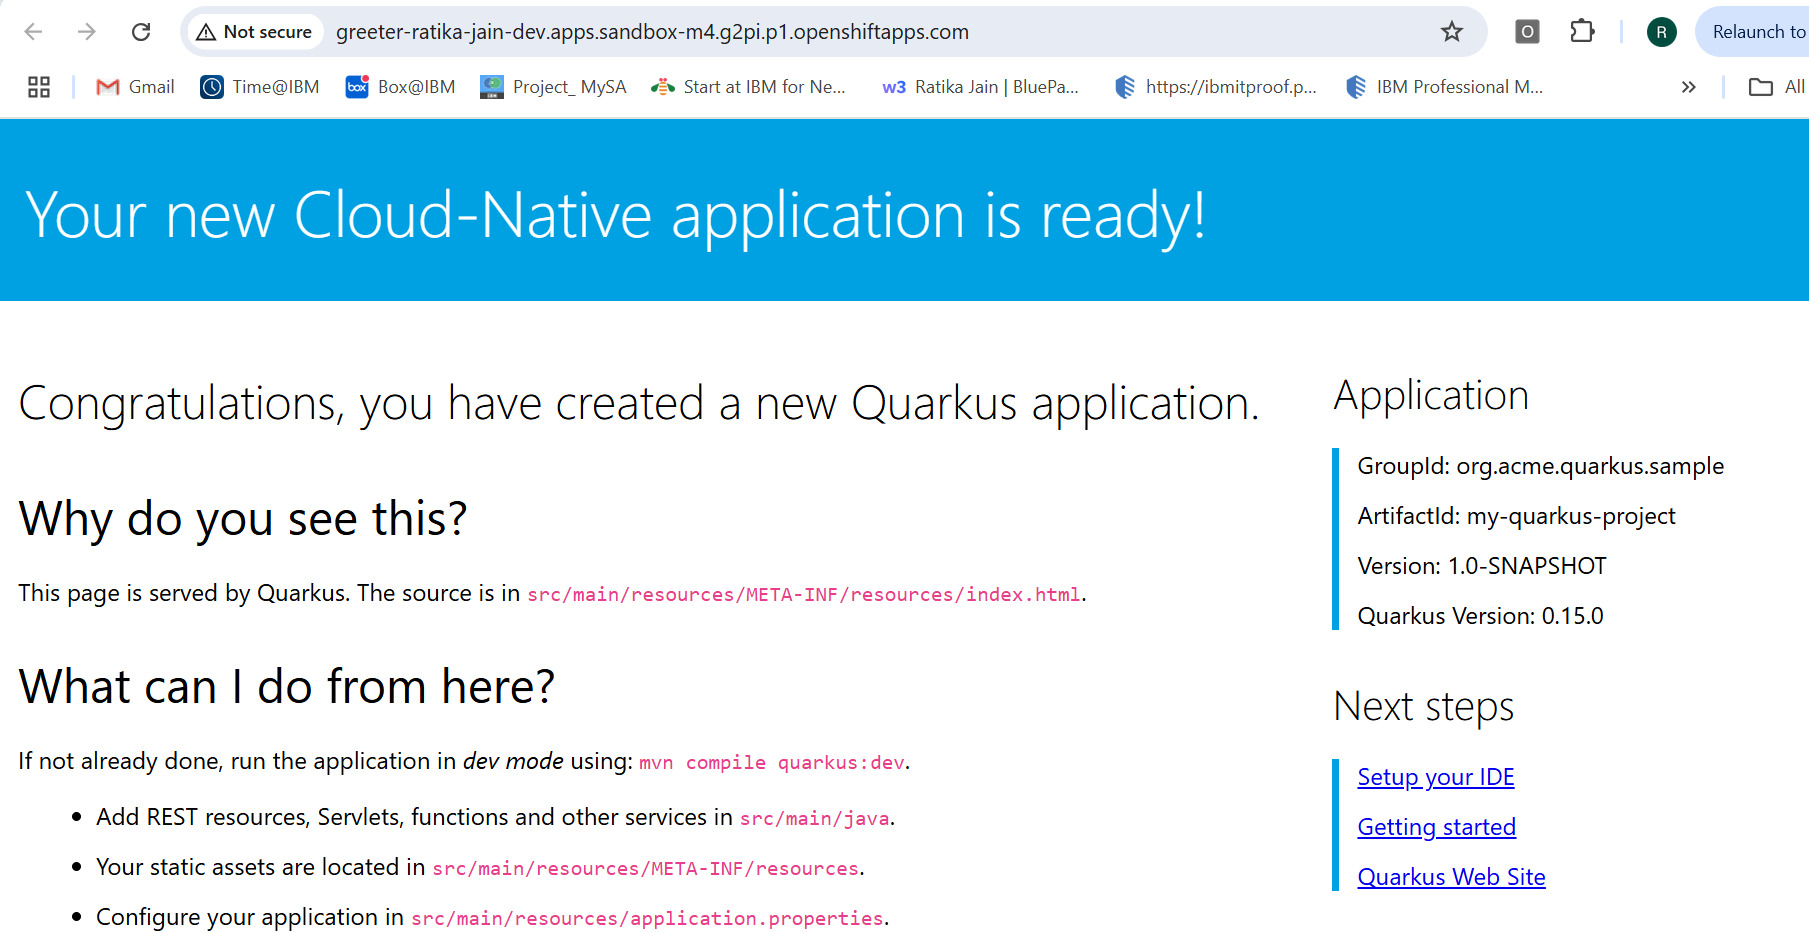 Not secure
greeter-ratika-jain-dev.apps.sandbox-m4.g2pi.p1.openshiftapps.com
O
R
Relaunch to
Gmail
Time@IBM
box
Box@IBM
Project_ MySA
Start at IBM for Ne...
w3 Ratika Jain | BluePa...
https://ibmitproof.p...
IBM Professional M...
»
All
Your new Cloud-Native application is ready!
Congratulations, you have created a new Quarkus application.
Why do you see this?
This page is served by Quarkus. The source is in src/main/resources/META-INF/resources/index.html.
What can I do from here?
If not already done, run the application in dev mode using: mvn compile quarkus:dev.
• Add REST resources, Servlets, functions and other services in src/main/java.
• Your static assets are located in src/main/resources/META-INF/resources.
• Configure your application in src/main/resources/application.properties.
Application
GroupId: org.acme.quarkus.sample
ArtifactId: my-quarkus-project
Version: 1.0-SNAPSHOT
Quarkus Version: 0.15.0
Next steps
Setup your IDE
Getting started
Quarkus Web Site